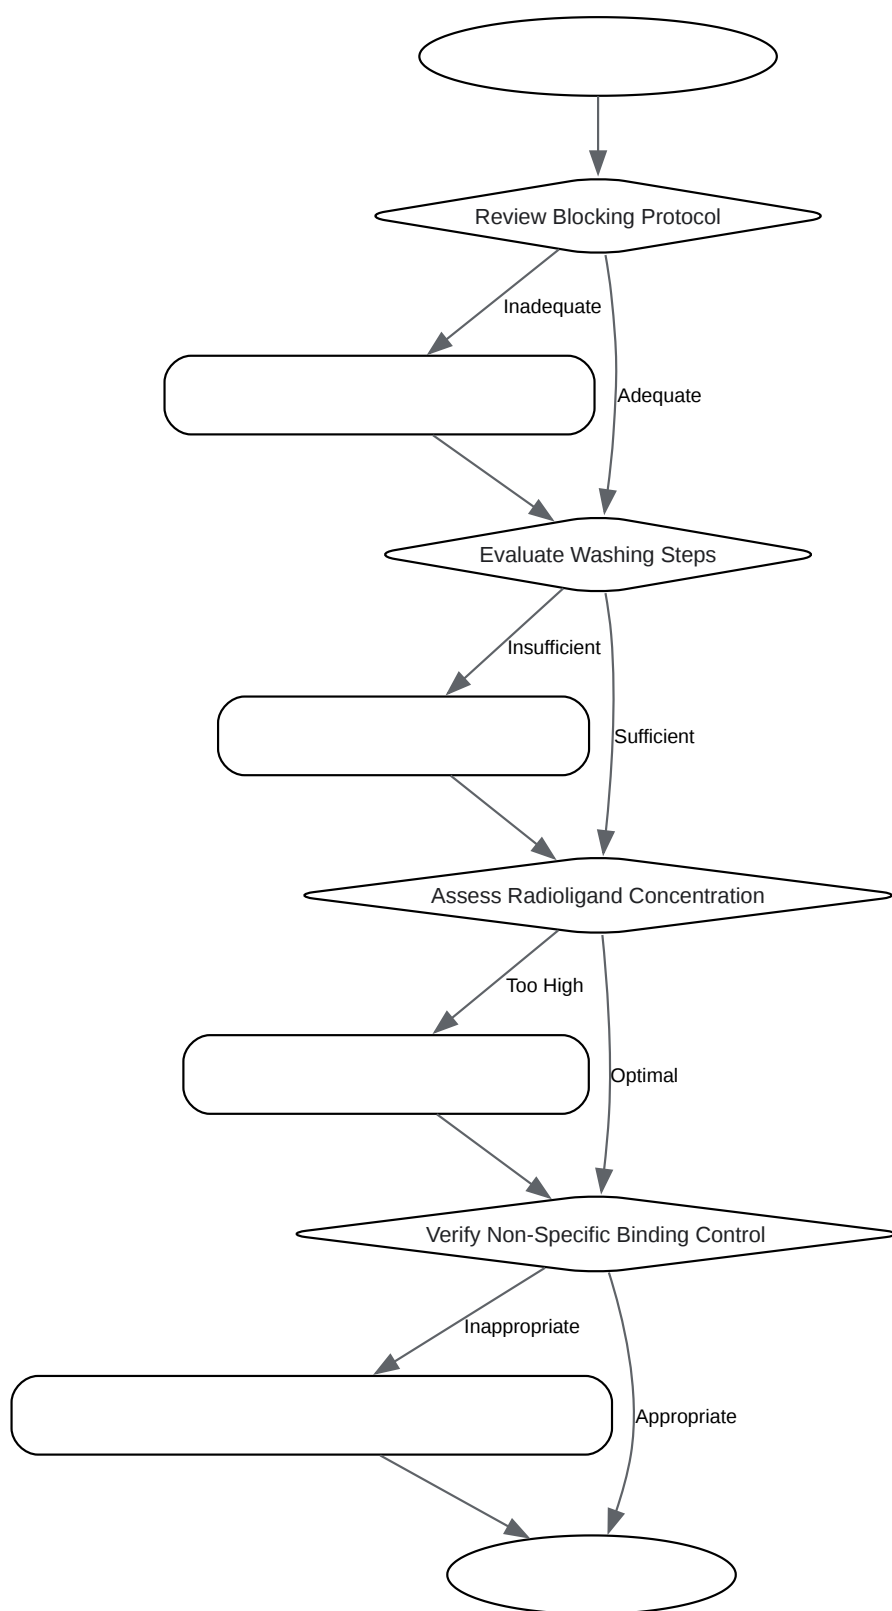 Review Blocking Protocol
Inadequate
Adequate
Evaluate Washing Steps
Insufficient
Sufficient
Assess Radioligand Concentration
Too High
Optimal
Verify Non-Specific Binding Control
Inappropriate
Appropriate